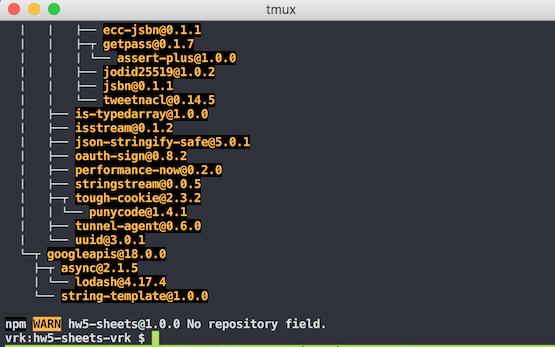 tmux
│   │   ├── ecc-jsbn@0.1.1
│   │   ├─┬ getpass@0.1.7
│   │   │ └── assert-plus@1.0.0
│   │   ├── jodid25519@1.0.2
│   │   ├── jsbn@0.1.1
│   │   └── tweetnacl@0.14.5
│ ├── is-typedarray@1.0.0
│ ├── isstream@0.1.2
│ ├── json-stringify-safe@5.0.1
│ ├── oauth-sign@0.8.2
│ ├── performance-now@0.2.0
│ ├── stringstream@0.0.5
│ ├─┬ tough-cookie@2.3.2
│ │ └── punycode@1.4.1
│ ├── tunnel-agent@0.6.0
│ └── uuid@3.0.1
└─┬ googleapis@18.0.0
  ├─┬ async@2.1.5
  │ └── lodash@4.17.4
  └── string-template@1.0.0
npm WARN hw5-sheets@1.0.0 No repository field.
vrk:hw5-sheets-vrk $